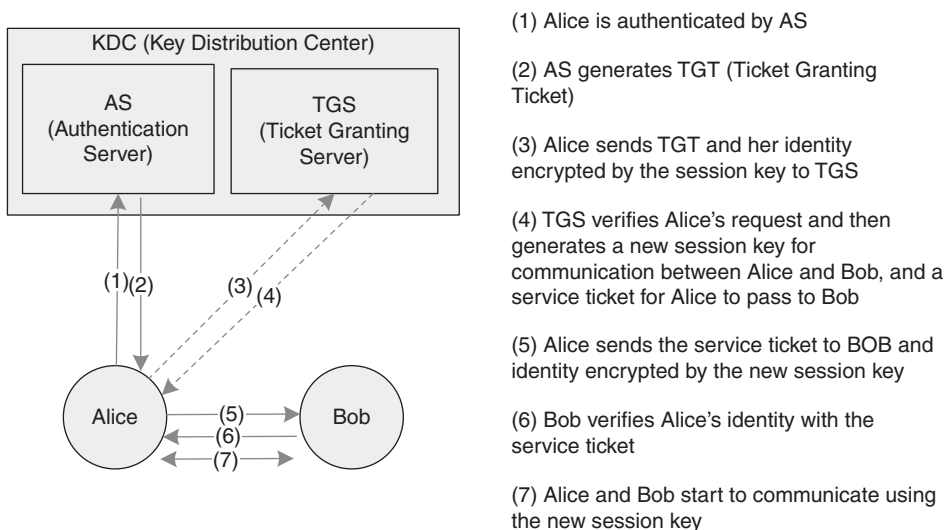 KDC (Key Distribution Center)
AS
(Authentication
Server)
TGS
(Ticket Granting
Server)
(1)
(2)
(3)
(4)
Alice
(5)
(6)
(7)
Bob
(1) Alice is authenticated by AS
(2) AS generates TGT (Ticket Granting
Ticket)
(3) Alice sends TGT and her identity
encrypted by the session key to TGS
(4) TGS verifies Alice's request and then
generates a new session key for
communication between Alice and Bob, and a
service ticket for Alice to pass to Bob
(5) Alice sends the service ticket to BOB and
identity encrypted by the new session key
(6) Bob verifies Alice's identity with the
service ticket
(7) Alice and Bob start to communicate using
the new session key